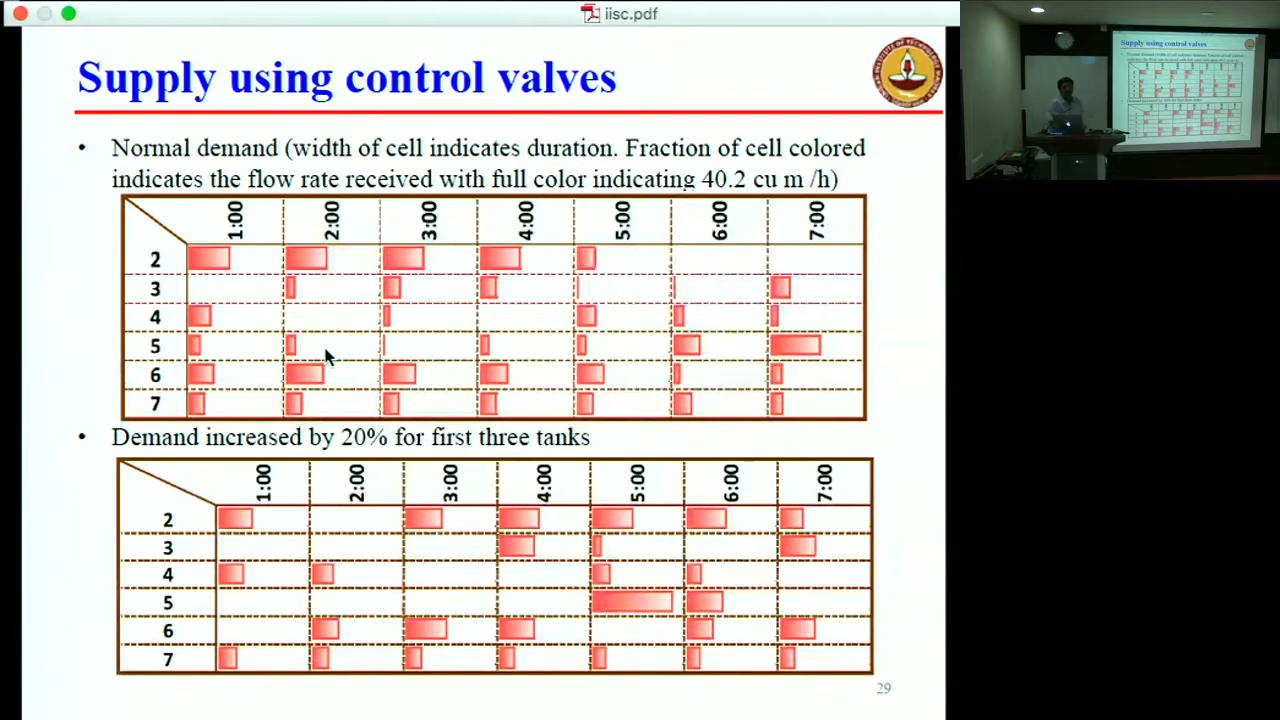 iisc.pdf
Supply using control valves
• Normal demand (width of cell indicates duration. Fraction of cell colored
indicates the flow rate received with full color indicating 40.2 cu m /h)
1:00 2:00 3:00 4:00 5:00 6:00 7:00
2
3
4
5
6
7
• Demand increased by 20% for first three tanks
1:00 2:00 3:00 4:00 5:00 6:00 7:00
2
3
4
5
6
7
29
Supply using control valves